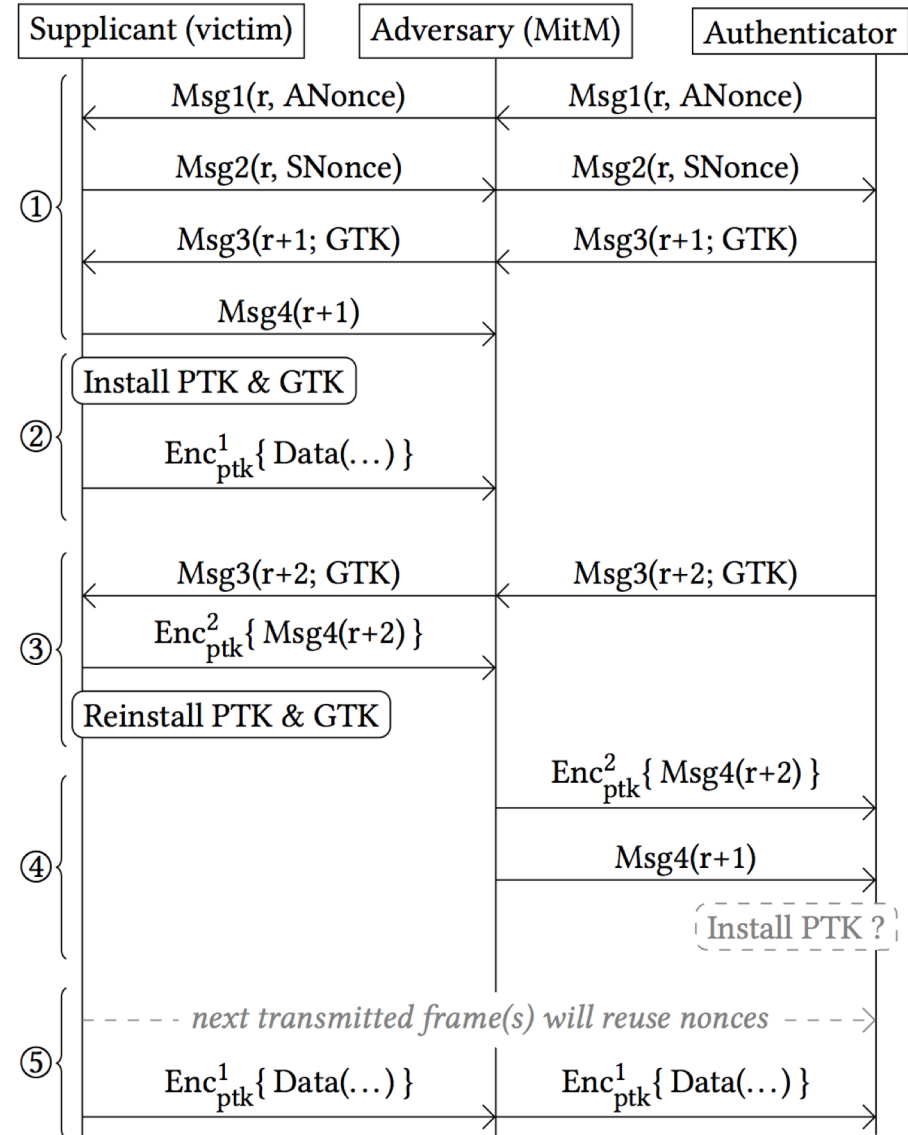 Supplicant (victim)
Adversary (MitM)
Authenticator
①
Msg1(r, ANonce)
Msg1(r, ANonce)
Msg2(r, SNonce)
Msg2(r, SNonce)
Msg3(r+1; GTK)
Msg3(r+1; GTK)
Msg4(r+1)
②
Install PTK & GTK
Enc¹ptk{ Data(…) }
③
Msg3(r+2; GTK)
Msg3(r+2; GTK)
Enc²ptk{ Msg4(r+2) }
Reinstall PTK & GTK
④
Enc²ptk{ Msg4(r+2) }
Msg4(r+1)
Install PTK ?
⑤
next transmitted frame(s) will reuse nonces
Enc¹ptk{ Data(…) }
Enc¹ptk{ Data(…) }